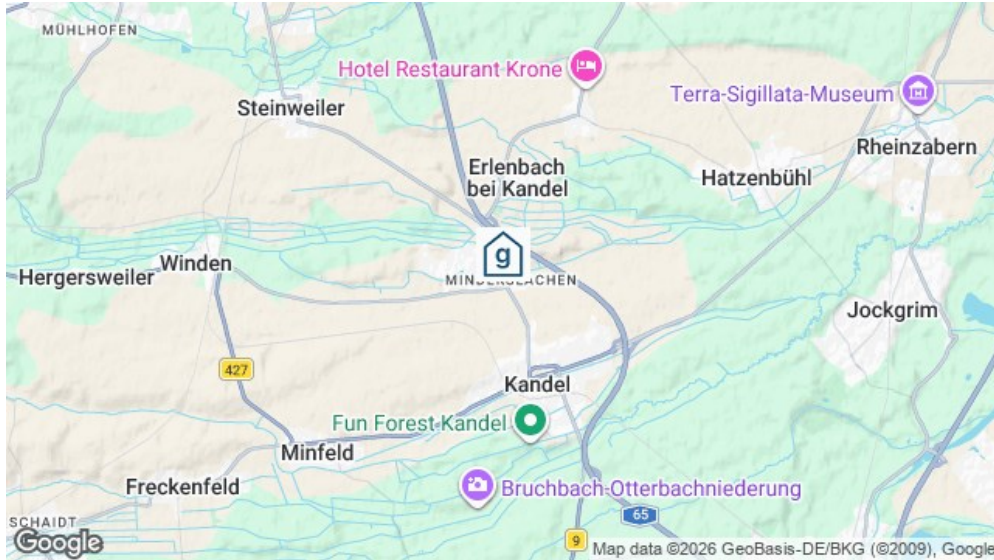 MÜHLHOFEN
Hotel Restaurant Krone
Terra-Sigillata-Museum
Steinweiler
Rheinzabern
Erlenbach
bei Kandel
Hatzenbühl
g
Hergersweiler
Winden
MINDERSLACHEN
Jockgrim
427
Kandel
Fun Forest Kandel
Minfeld
Freckenfeld
Bruchbach-Otterbachniederung
SCHAIDT
65
9
Google
Map data ©2026 GeoBasis-DE/BKG (©2009), Google